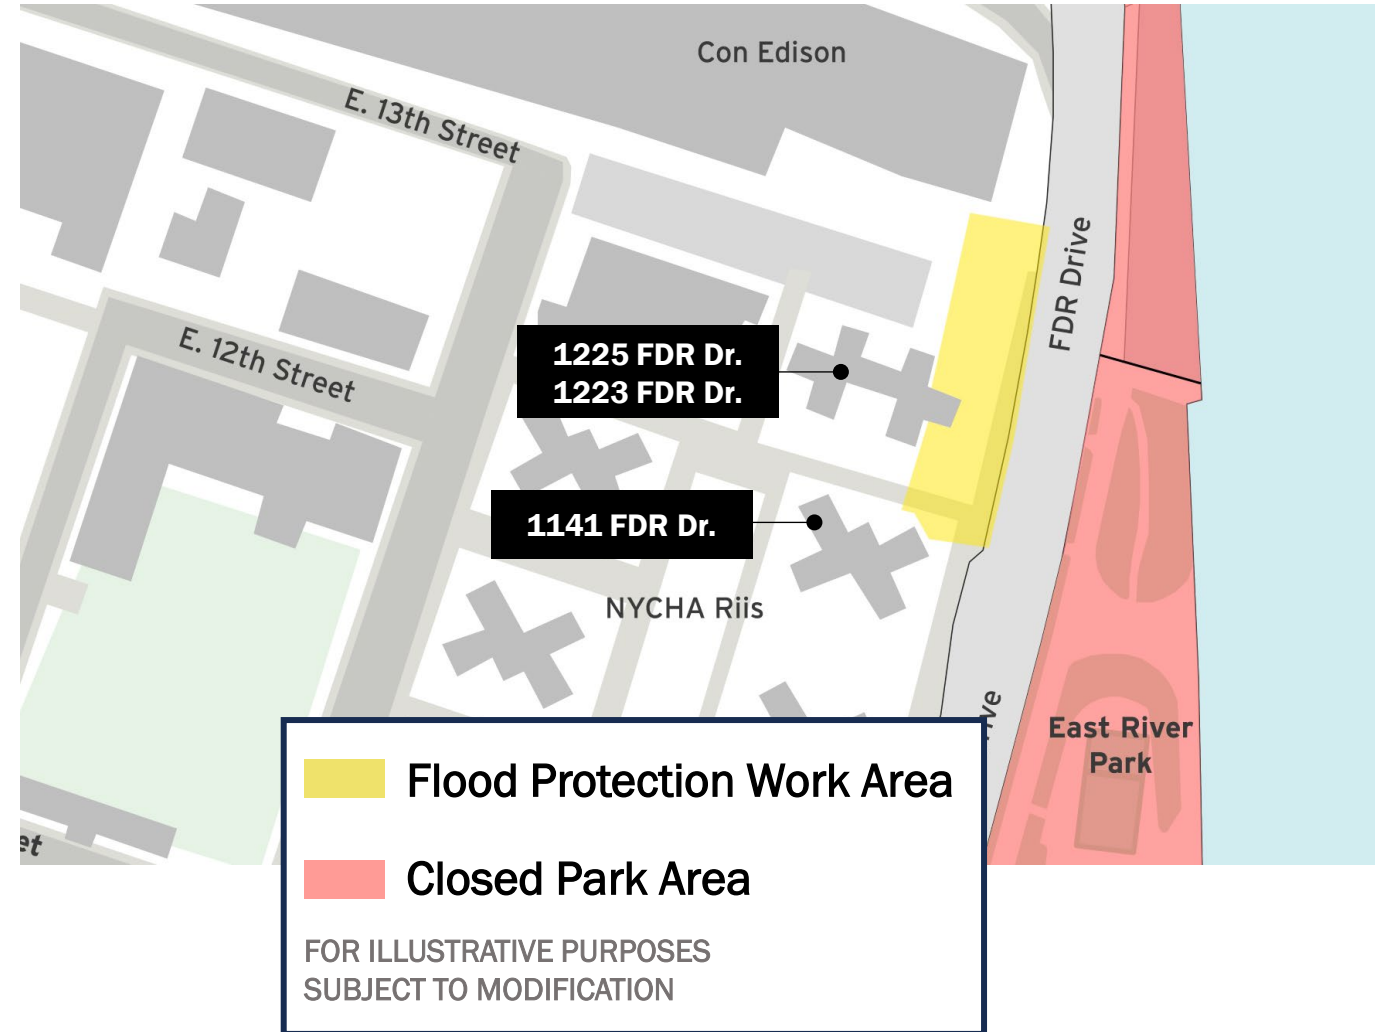 Con Edison
E. 13th Street
FDR Drive
E. 12th Street
1225 FDR Dr.
1223 FDR Dr.
1141 FDR Dr.
NYCHA Riis
East River
Park
Flood Protection Work Area
Closed Park Area
FOR ILLUSTRATIVE PURPOSES
SUBJECT TO MODIFICATION